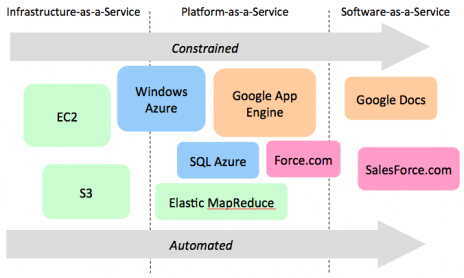 Infrastructure-as-a-Service
Platform-as-a-Service
Software-as-a-Service
Constrained
EC2
Windows
Azure
Google App
Engine
Google Docs
SQL Azure
Force.com
SalesForce.com
S3
Elastic MapReduce
Automated